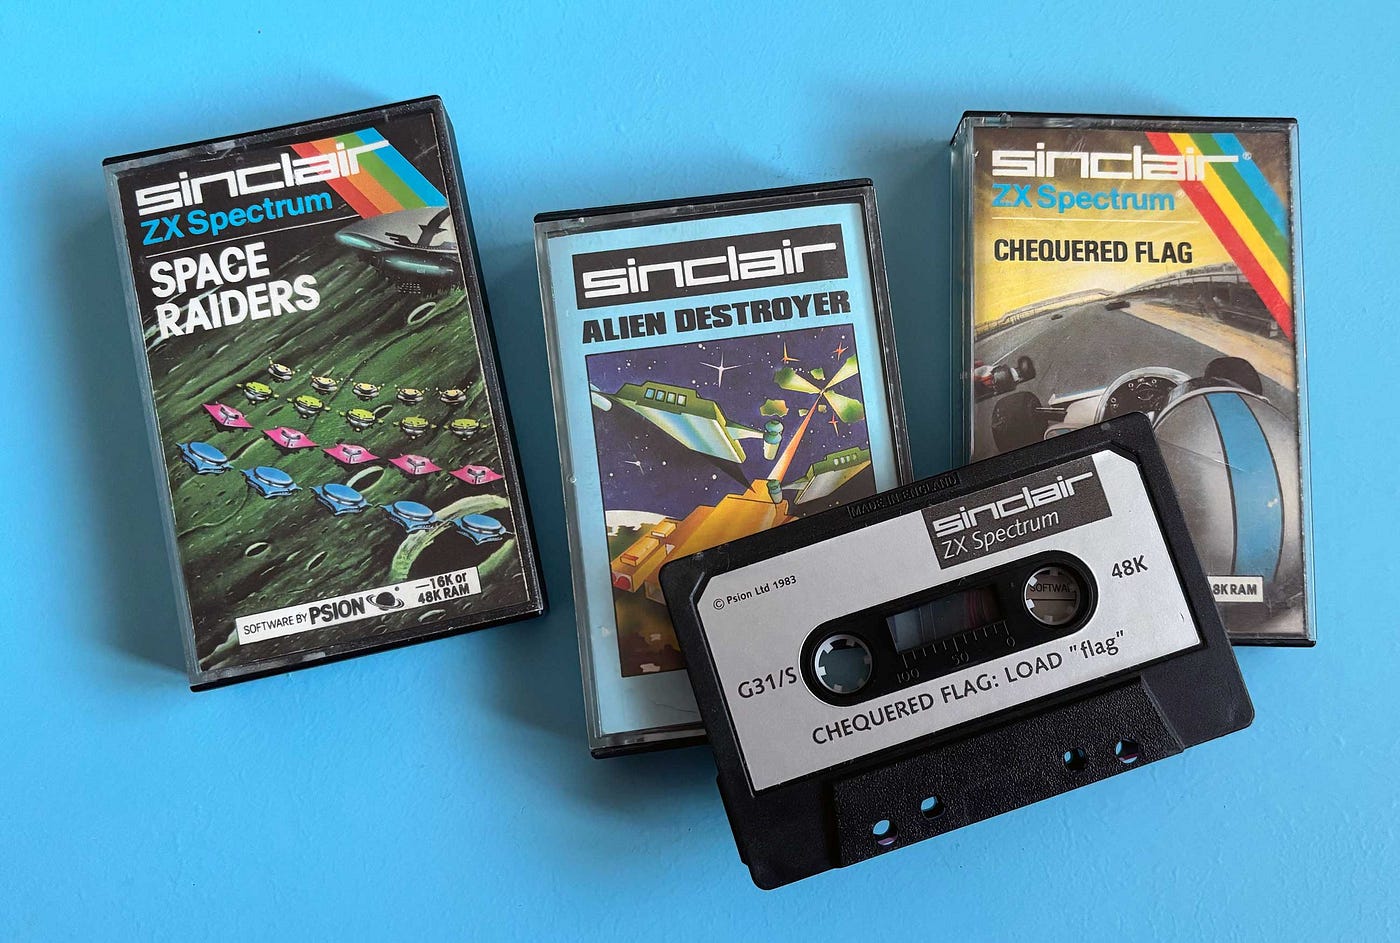 sinclair
ZX Spectrum
SPACE
RAIDERS
SOFTWARE BY PSION
16K or
48K RAM
sinclair
ALIEN DESTROYER
sinclair®
ZX Spectrum
CHEQUERED FLAG
8K RAM
MADE IN ENGLAND
sinclair
ZX Spectrum
© Psion Ltd 1983
48K
SOFTWA
G31/S
100 50 0
CHEQUERED FLAG: LOAD "flag"